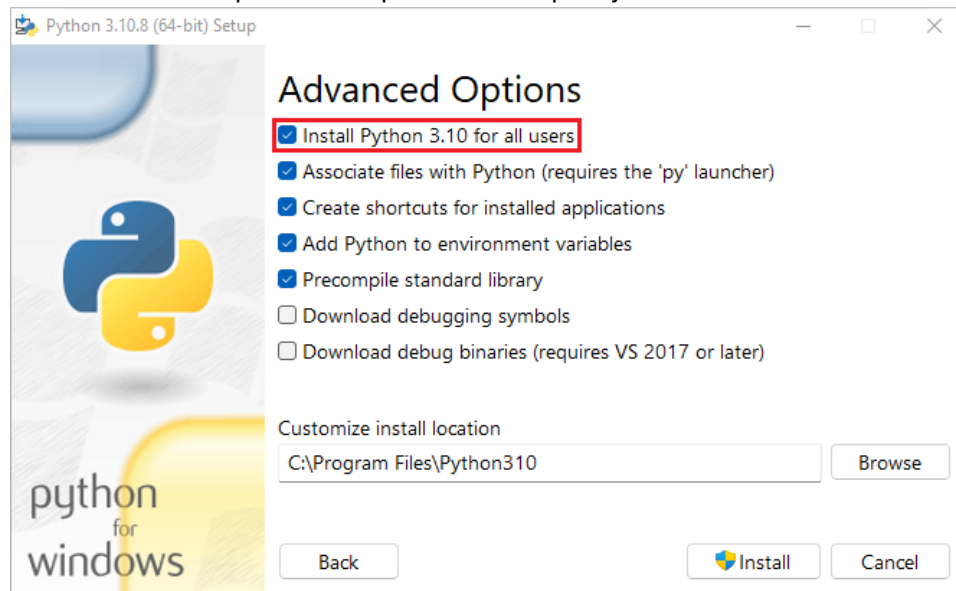 Python 3.10.8 (64-bit) Setup
Advanced Options
Install Python 3.10 for all users
Associate files with Python (requires the 'py' launcher)
Create shortcuts for installed applications
Add Python to environment variables
Precompile standard library
Download debugging symbols
Download debug binaries (requires VS 2017 or later)
Customize install location
C:\Program Files\Python310
Browse
python
for
windows
Back
Install
Cancel